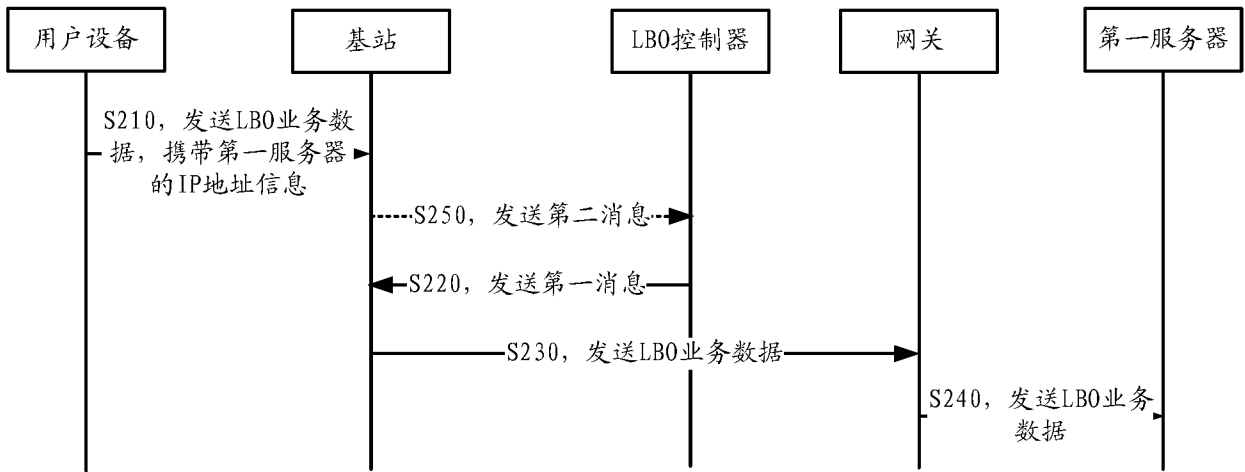 用户设备
基站
LBO控制器
网关
第一服务器
S210，发送LBO业务数
据，携带第一服务器
的IP地址信息
S250，发送第二消息
S220，发送第一消息
S230，发送LBO业务数据
S240，发送LBO业务
数据